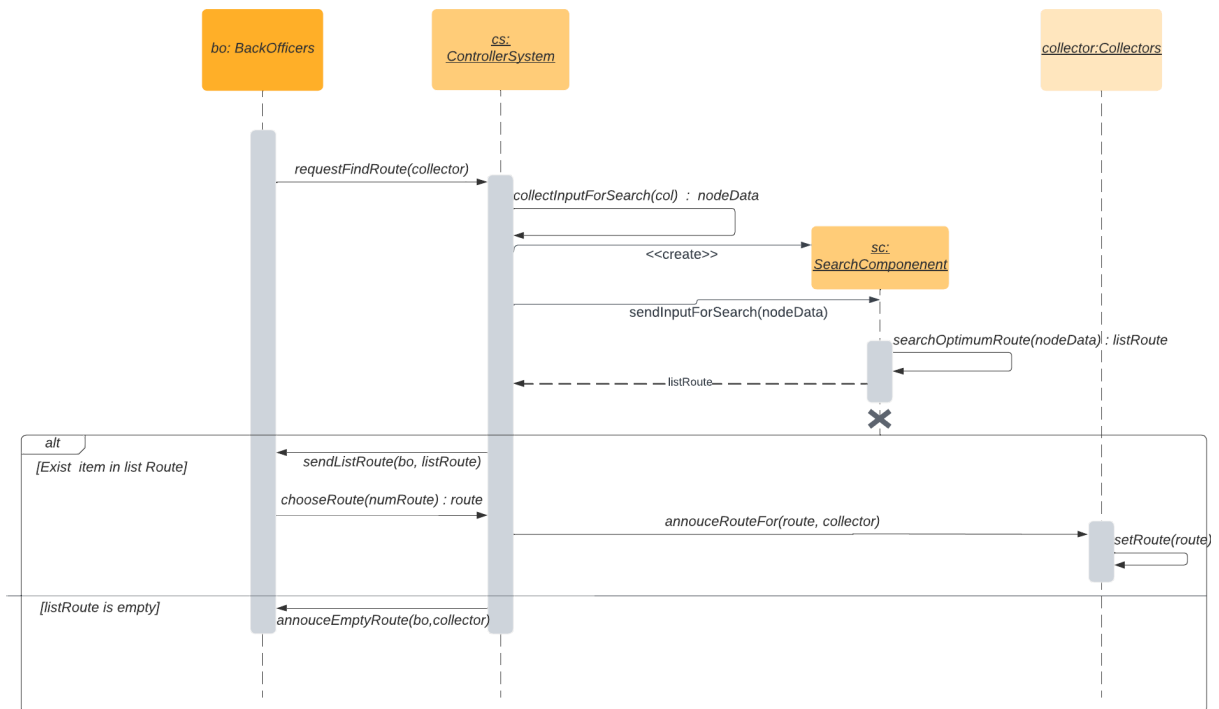 bo: BackOfficers
cs:
ControllerSystem
collector:Collectors
requestFindRoute(collector)
collectInputForSearch(col) : nodeData
<<create>>
sc:
SearchComponenent
sendInputForSearch(nodeData)
searchOptimumRoute(nodeData) : listRoute
listRoute
alt
[Exist item in list Route]
sendListRoute(bo, listRoute)
chooseRoute(numRoute) : route
annouceRouteFor(route, collector)
setRoute(route)
[listRoute is empty]
annouceEmptyRoute(bo,collector)